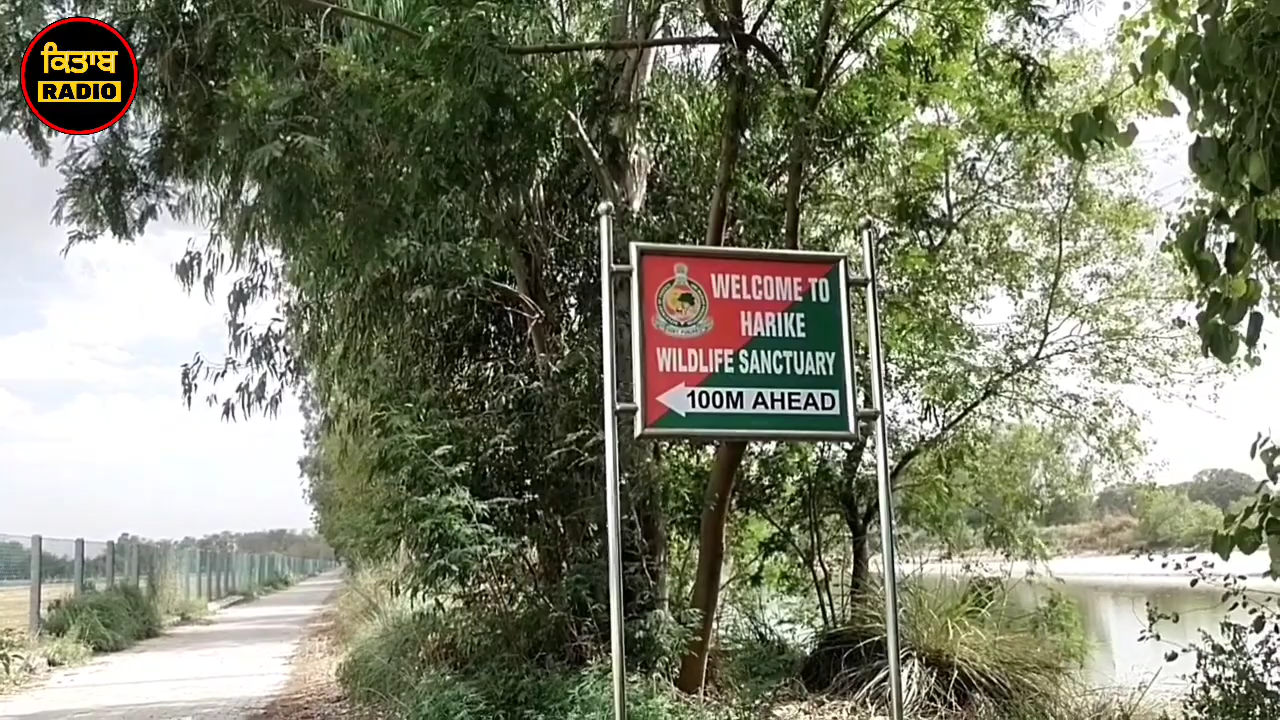 ਕਿਤਾਬ
RADIO
WELCOME TO
HARIKE
WILDLIFE SANCTUARY
100M AHEAD